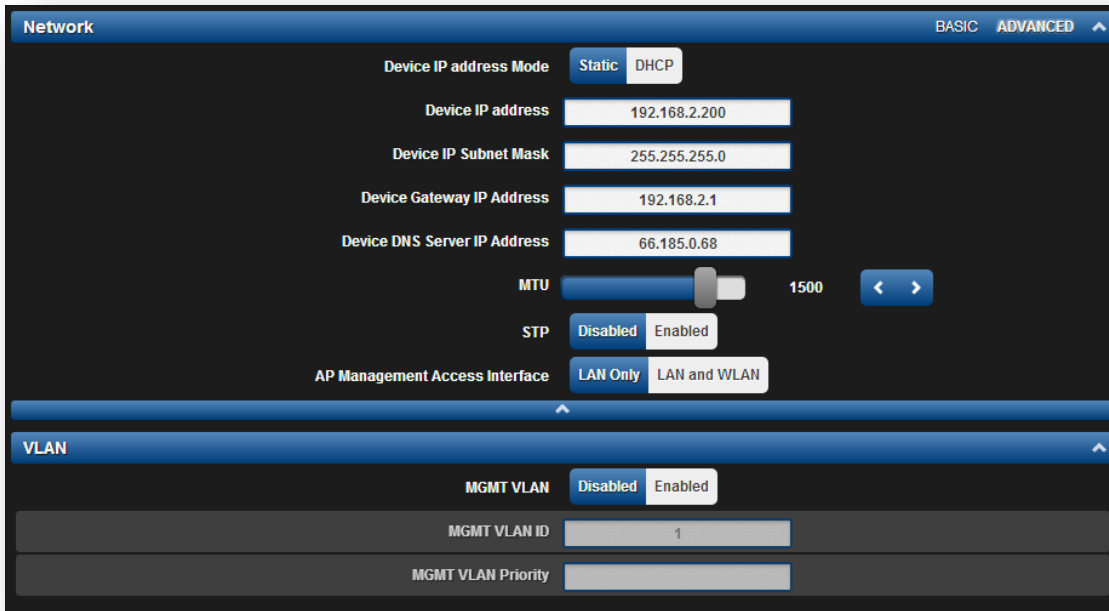 Network BASIC ADVANCED
Device IP address Mode Static DHCP
Device IP address 192.168.2.200
Device IP Subnet Mask 255.255.255.0
Device Gateway IP Address 192.168.2.1
Device DNS Server IP Address 66.185.0.68
MTU 1500
STP Disabled Enabled
AP Management Access Interface LAN Only LAN and WLAN
VLAN
MGMT VLAN Disabled Enabled
MGMT VLAN ID 1
MGMT VLAN Priority